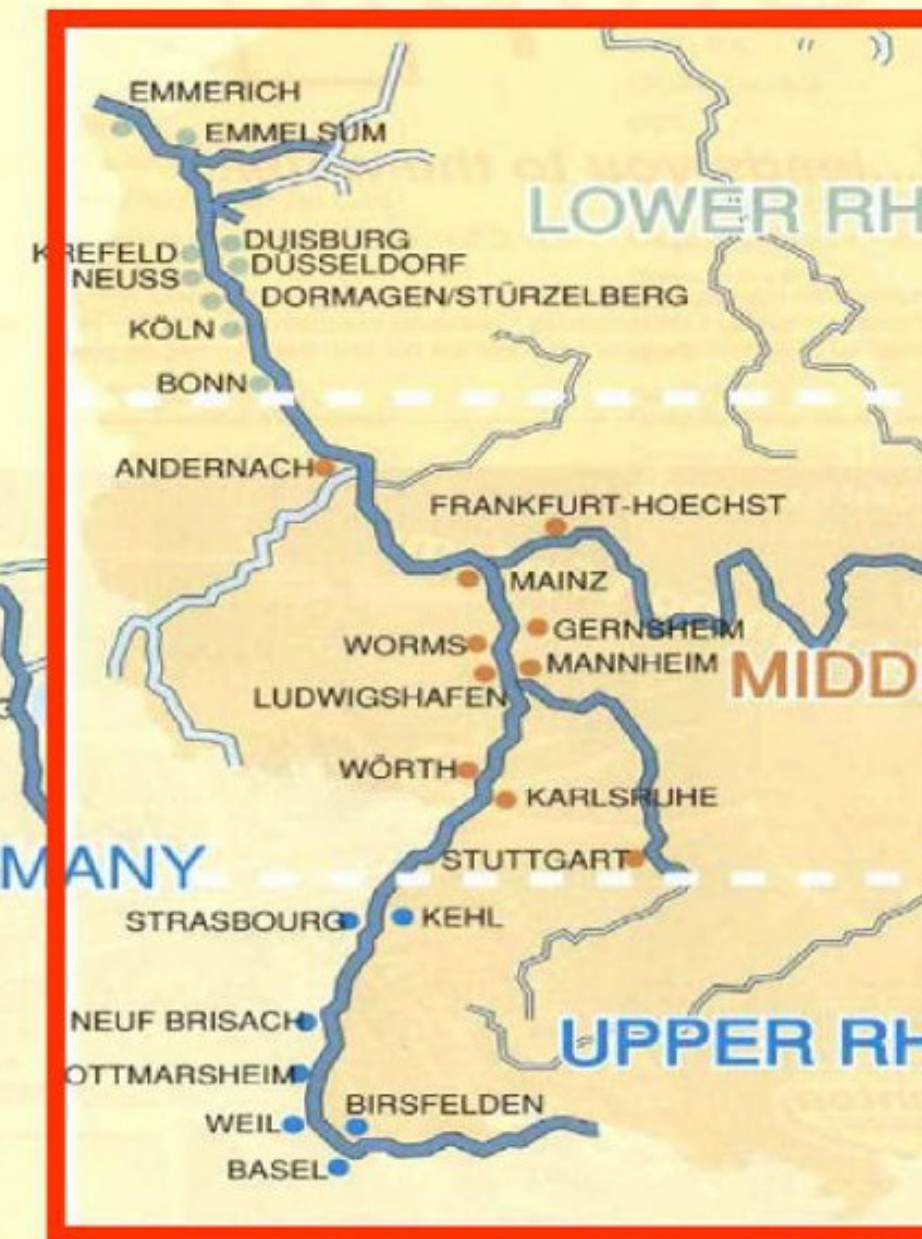 EMMERICH
EMMELSUM
LOWER RH
DUISBURG
KREFELD
DÜSSELDORF
NEUSS
DORMAGEN/STÜRZELBERG
KÖLN
BONN
ANDERNACH
FRANKFURT-HOECHST
MAINZ
GERNSHEIM
WORMS
MANNHEIM
MIDD
LUDWIGSHAFEN
WÖRTH
KARLSRUHE
STUTTGART
MANY
STRASBOURG
KEHL
NEUF BRISACH
UPPER RH
OTTMARSHEIM
BIRSFELDEN
WEIL
BASEL